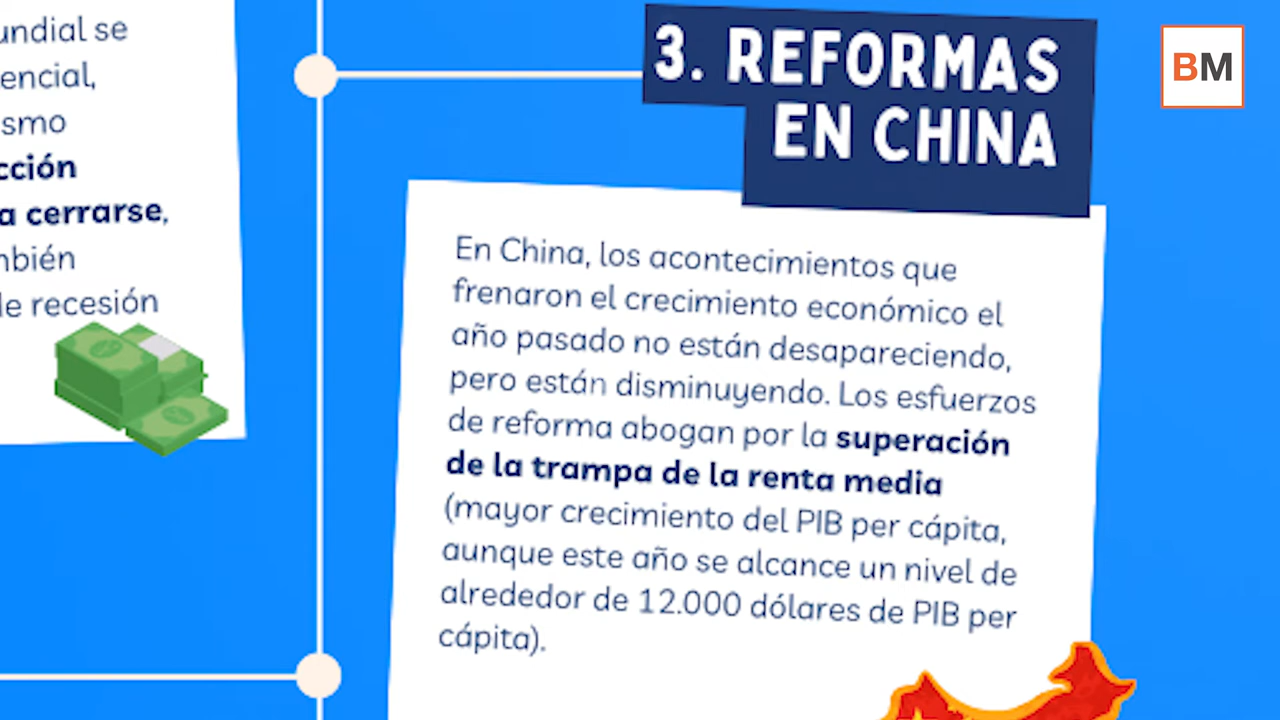 undial se
encial,
ismo
cción
a cerrarse,
mbién
de recesión
3. REFORMAS
EN CHINA
BM
En China, los acontecimientos que
frenaron el crecimiento económico el
año pasado no están desapareciendo,
pero están disminuyendo. Los esfuerzos
de reforma abogan por la superación
de la trampa de la renta media
(mayor crecimiento del PIB per cápita,
aunque este año se alcance un nivel de
alrededor de 12.000 dólares de PIB per
cápita).